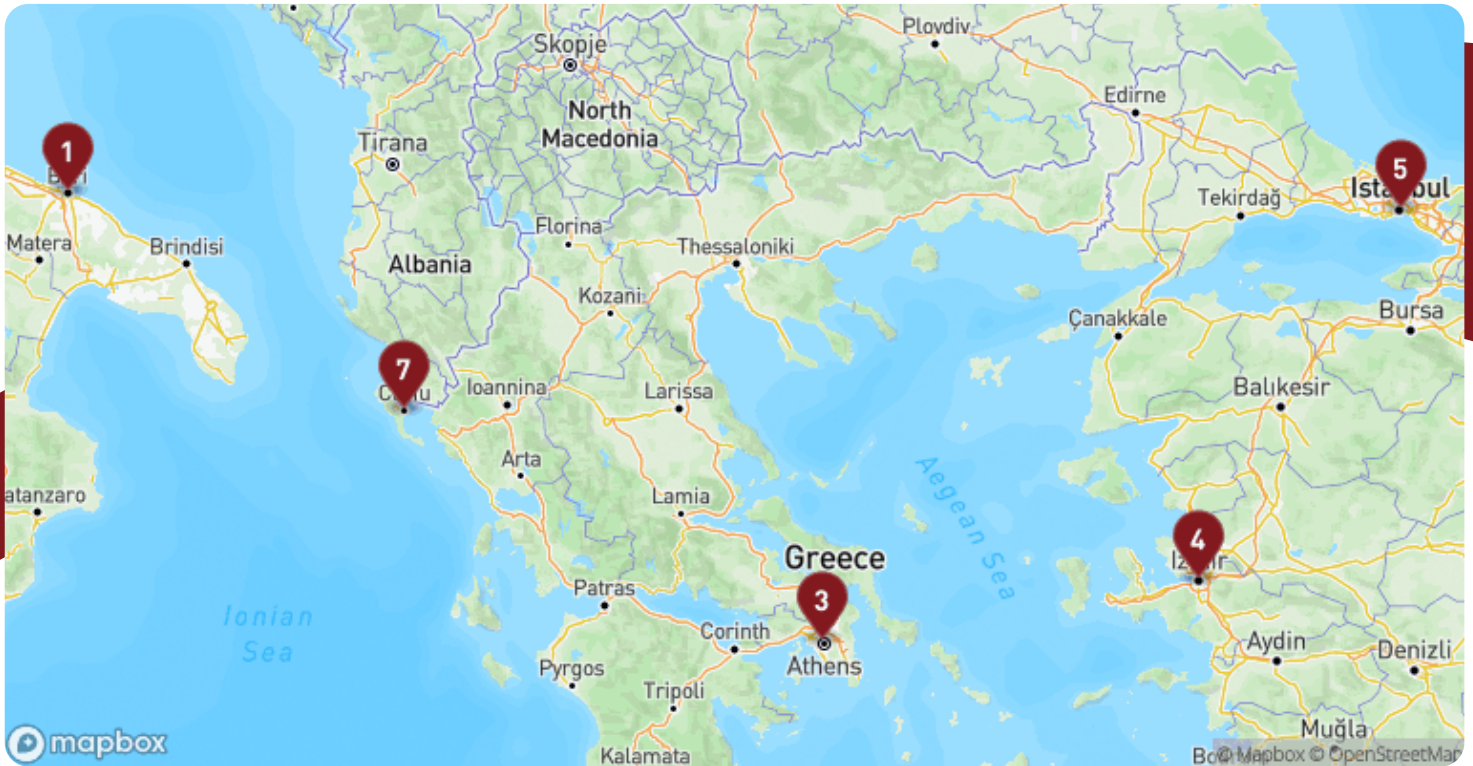 Plovdiv
Skopje
Edirne
North
Macedonia
1
Tirana
5
Istanbul
Tekirdağ
Florina
Matera
Brindisi
Thessaloniki
Albania
Kozani
Çanakkale
Bursa
7
Ioannina
Larissa
Balıkesir
Arta
Aegean Sea
atanzaro
Lamia
4
Greece
Patras
3
Ionian
Sea
Corinth
Aydin
Denizli
Athens
Pyrgos
Tripoli
Muğla
mapbox
Kalamata
© Mapbox © OpenStreetMap